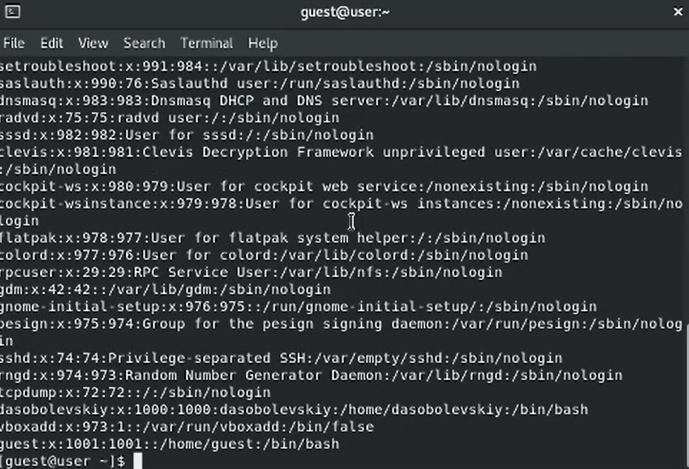 guest@user:~
File Edit View Search Terminal Help
setroubleshoot:x:991:984::/var/lib/setroubleshoot:/sbin/nologin
saslauth:x:990:76:Saslauthd user:/run/saslauthd:/sbin/nologin
dnsmasq:x:983:983:Dnsmasq DHCP and DNS server:/var/lib/dnsmasq:/sbin/nologin
radvd:x:75:75:radvd user:/:/sbin/nologin
sssd:x:982:982:User for sssd:/:/sbin/nologin
clevis:x:981:981:Clevis Decryption Framework unprivileged user:/var/cache/clevis
:/sbin/nologin
cockpit-ws:x:980:979:User for cockpit web service:/nonexisting:/sbin/nologin
cockpit-wsinstance:x:979:978:User for cockpit-ws instances:/nonexisting:/sbin/no
login
flatpak:x:978:977:User for flatpak system helper:/:/sbin/nologin
colord:x:977:976:User for colord:/var/lib/colord:/sbin/nologin
rpcuser:x:29:29:RPC Service User:/var/lib/nfs:/sbin/nologin
gdm:x:42:42::/var/lib/gdm:/sbin/nologin
gnome-initial-setup:x:976:975::/run/gnome-initial-setup/:/sbin/nologin
pesign:x:975:974:Group for the pesign signing daemon:/var/run/pesign:/sbin/nolog
in
sshd:x:74:74:Privilege-separated SSH:/var/empty/sshd:/sbin/nologin
rngd:x:974:973:Random Number Generator Daemon:/var/lib/rngd:/sbin/nologin
tcpdump:x:72:72::/:/sbin/nologin
dasobolevskiy:x:1000:1000:dasobolevskiy:/home/dasobolevskiy:/bin/bash
vboxadd:x:973:1::/var/run/vboxadd:/bin/false
guest:x:1001:1001::/home/guest:/bin/bash
[guest@user ~]$